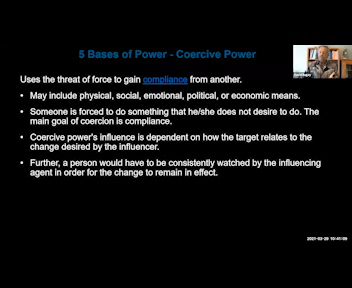 5 Bases of Power - Coercive Power
Uses the threat of force to gain compliance from another.
• May include physical, social, emotional, political, or economic means.
• Someone is forced to do something that he/she does not desire to do. The
main goal of coercion is compliance.
• Coercive power's influence is dependent on how the target relates to the
change desired by the influencer.
• Further, a person would have to be consistently watched by the influencing
agent in order for the change to remain in effect.